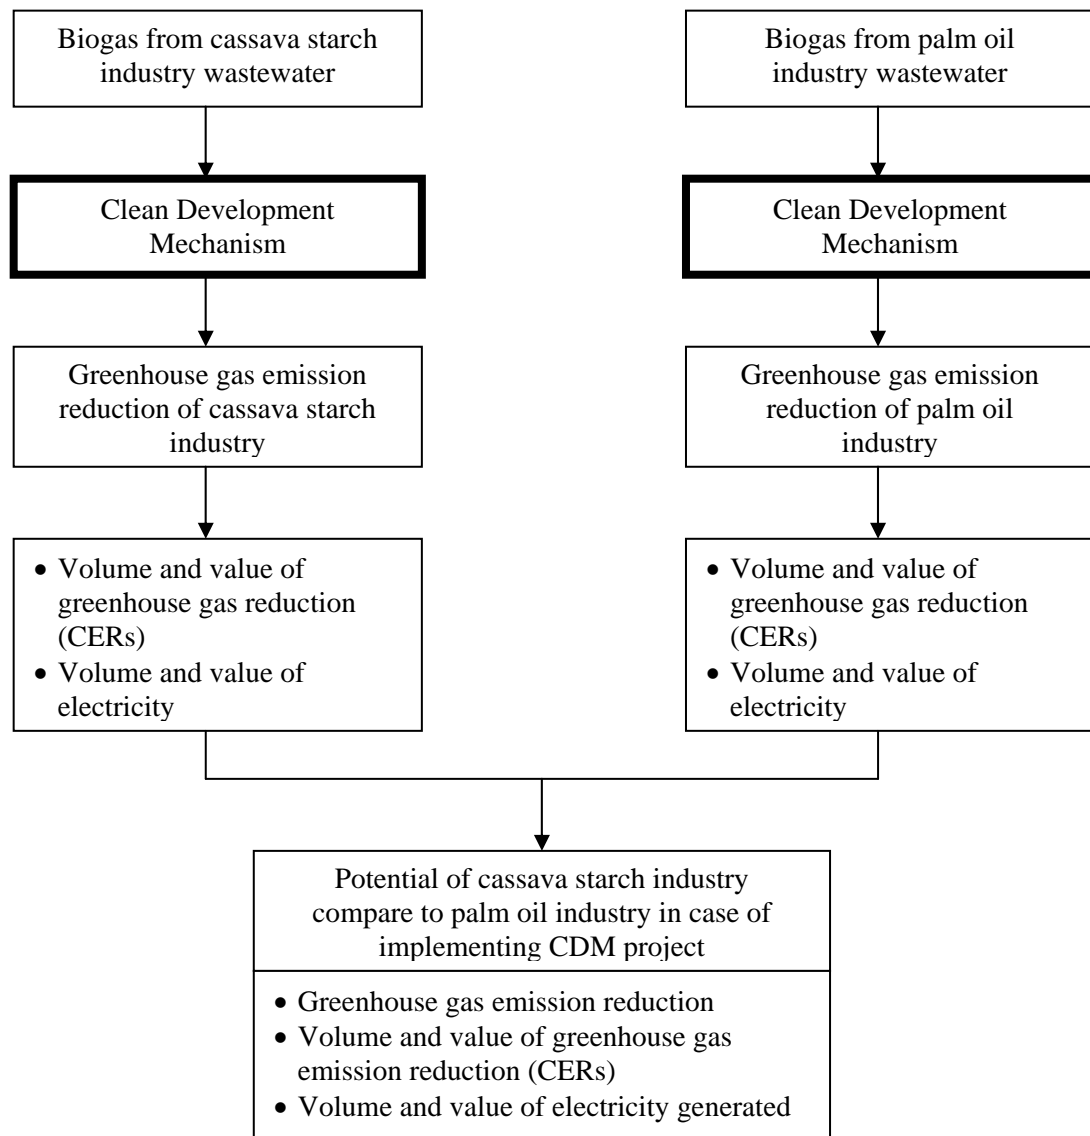 Biogas from cassava starch
industry wastewater
Biogas from palm oil
industry wastewater
Clean Development
Mechanism
Clean Development
Mechanism
Greenhouse gas emission
reduction of cassava starch
industry
Greenhouse gas emission
reduction of palm oil
industry
• Volume and value of
greenhouse gas reduction
(CERs)
• Volume and value of
electricity
• Volume and value of
greenhouse gas reduction
(CERs)
• Volume and value of
electricity
Potential of cassava starch industry
compare to palm oil industry in case of
implementing CDM project
• Greenhouse gas emission reduction
• Volume and value of greenhouse gas
emission reduction (CERs)
• Volume and value of electricity generated